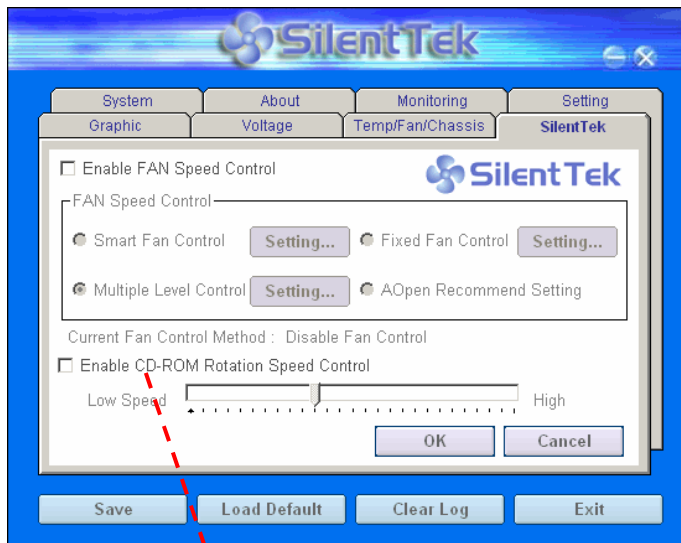 SilentTek
System About Monitoring Setting
Graphic Voltage Temp/Fan/Chassis SilentTek
Enable FAN Speed Control
SilentTek
FAN Speed Control
Smart Fan Control Setting... Fixed Fan Control Setting...
Multiple Level Control Setting... AOpen Recommend Setting
Current Fan Control Method : Disable Fan Control
Enable CD-ROM Rotation Speed Control
Low Speed High
OK Cancel
Save Load Default Clear Log Exit